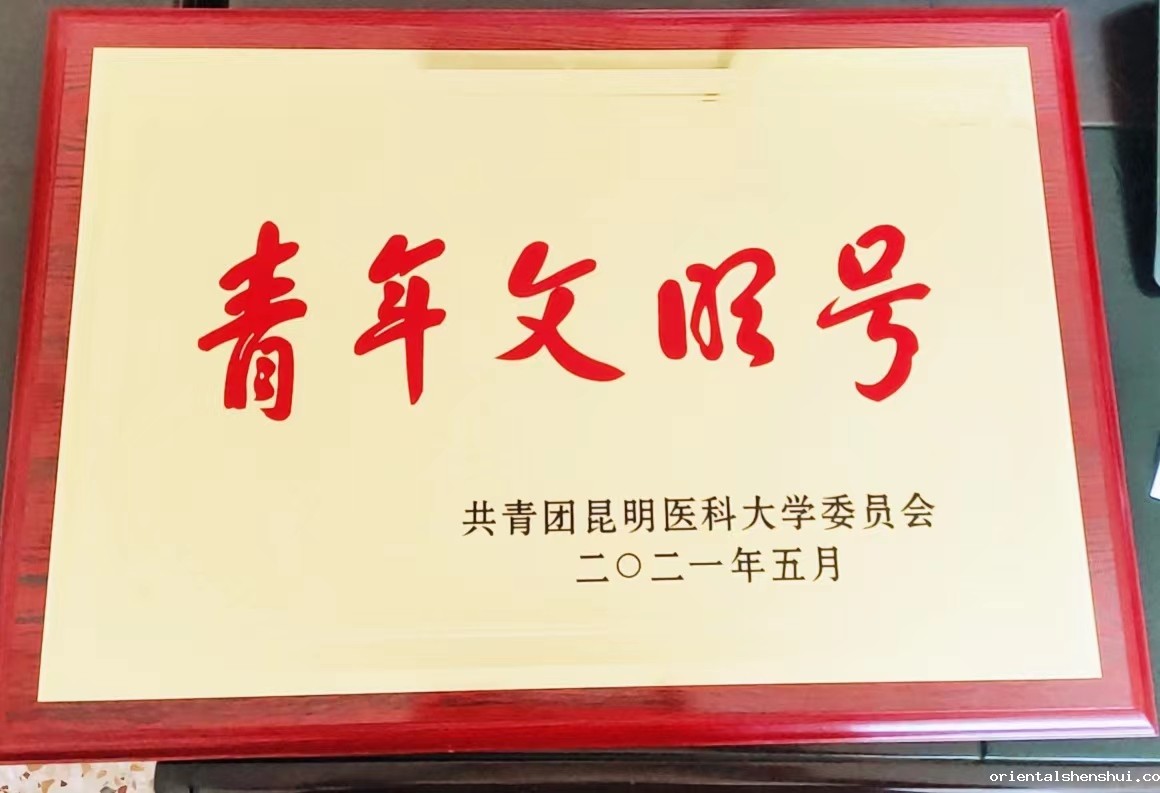 青年文明号
共青团昆明医科大学委员会
二〇二一年五月
orientalshenshui.co